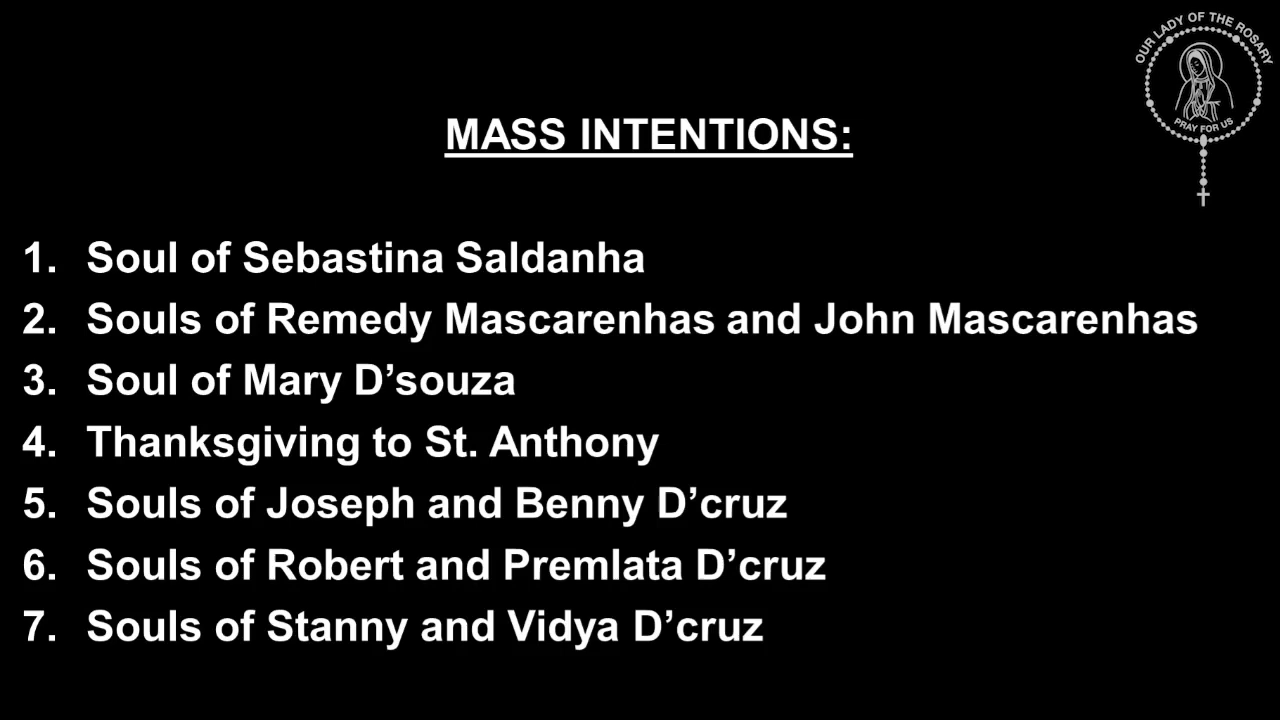 OUR LADY OF THE ROSARY
PRAY FOR US
MASS INTENTIONS:
1. Soul of Sebastina Saldanha
2. Souls of Remedy Mascarenhas and John Mascarenhas
3. Soul of Mary D’souza
4. Thanksgiving to St. Anthony
5. Souls of Joseph and Benny D’cruz
6. Souls of Robert and Premlata D’cruz
7. Souls of Stanny and Vidya D’cruz